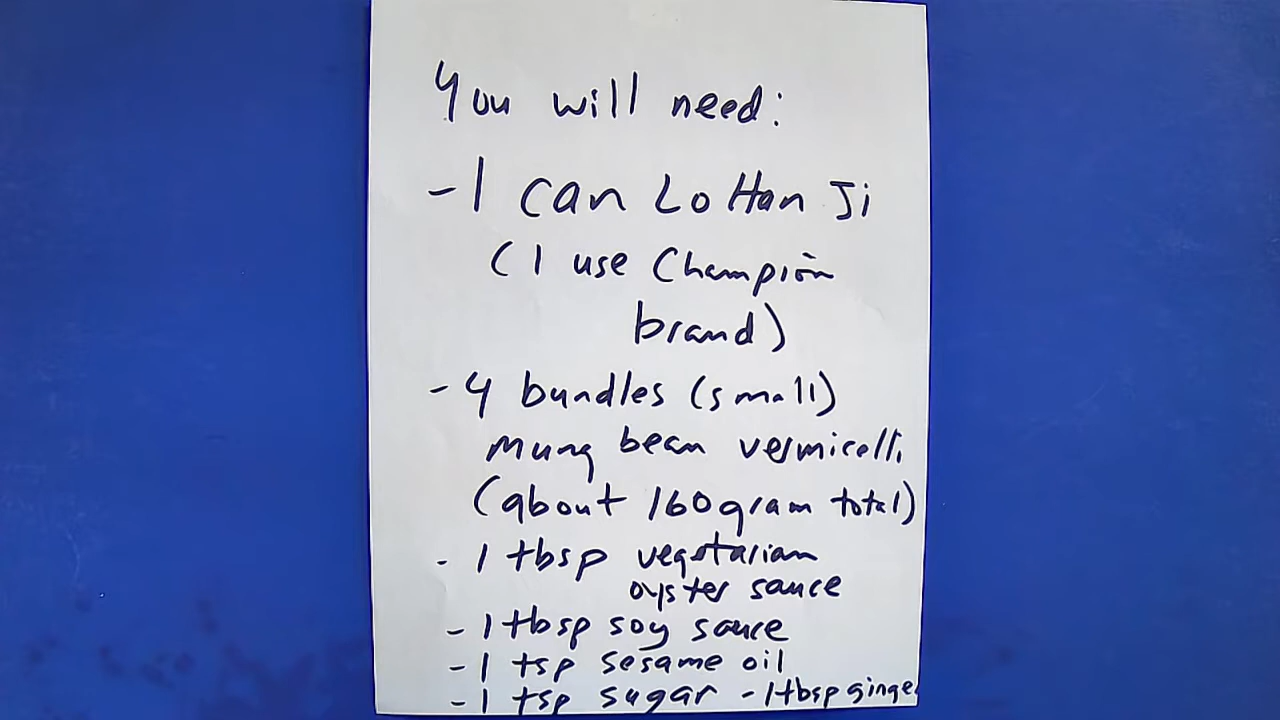 You will need:
- 1 can Lo Han Ji
(I use Champion
brand)
- 4 bundles (small)
mung bean vermicelli
(about 160gram total)
- 1 tbsp vegetarian
oyster sauce
- 1 tbsp soy sauce
- 1 tsp sesame oil
- 1 tsp sugar - 1 tbsp ginger